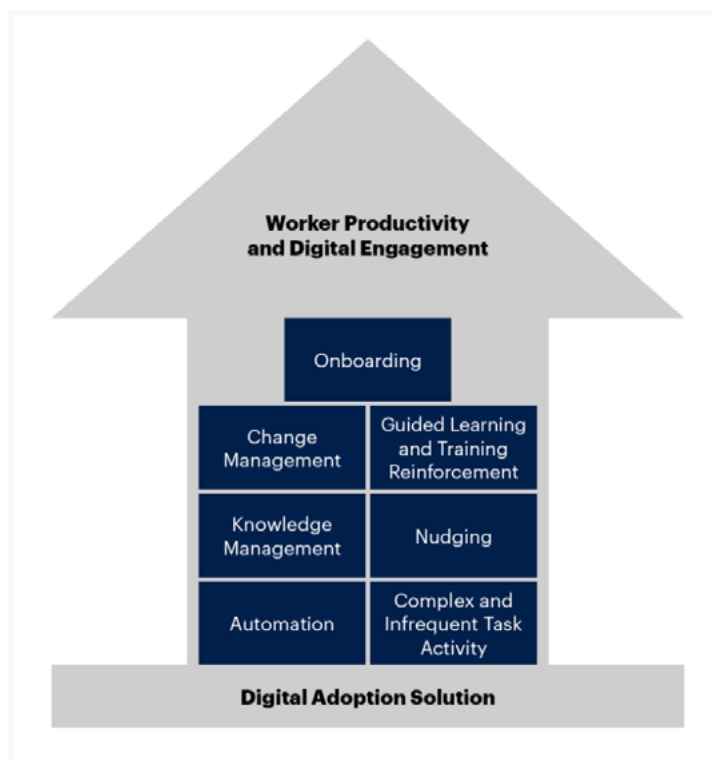 Worker Productivity
and Digital Engagement
Onboarding
Change
Management
Guided Learning
and Training
Reinforcement
Knowledge
Management
Nudging
Automation
Complex and
Infrequent Task
Activity
Digital Adoption Solution